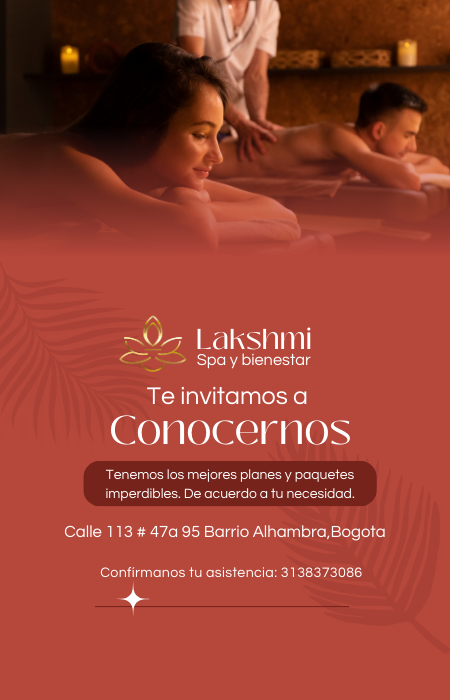 Lakshmi
Spa y bienestar
Te invitamos a
Conocernos
Tenemos los mejores planes y paquetes
imperdibles. De acuerdo a tu necesidad.
Calle 113 # 47a 95 Barrio Alhambra,Bogota
Confirmanos tu asistencia: 3138373086